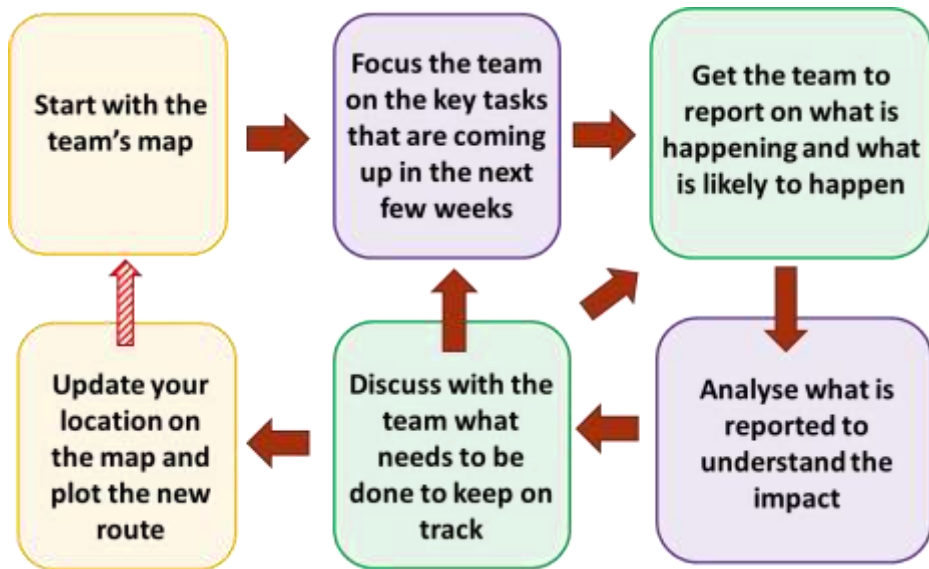 Start with the
team's map
Focus the team
on the key tasks
that are coming
up in the next
few weeks
Get the team to
report on what is
happening and what
is likely to happen
Update your
location on
the map and
plot the new
route
Discuss with the
team what
needs to be
done to keep on
track
Analyse what is
reported to
understand the
impact